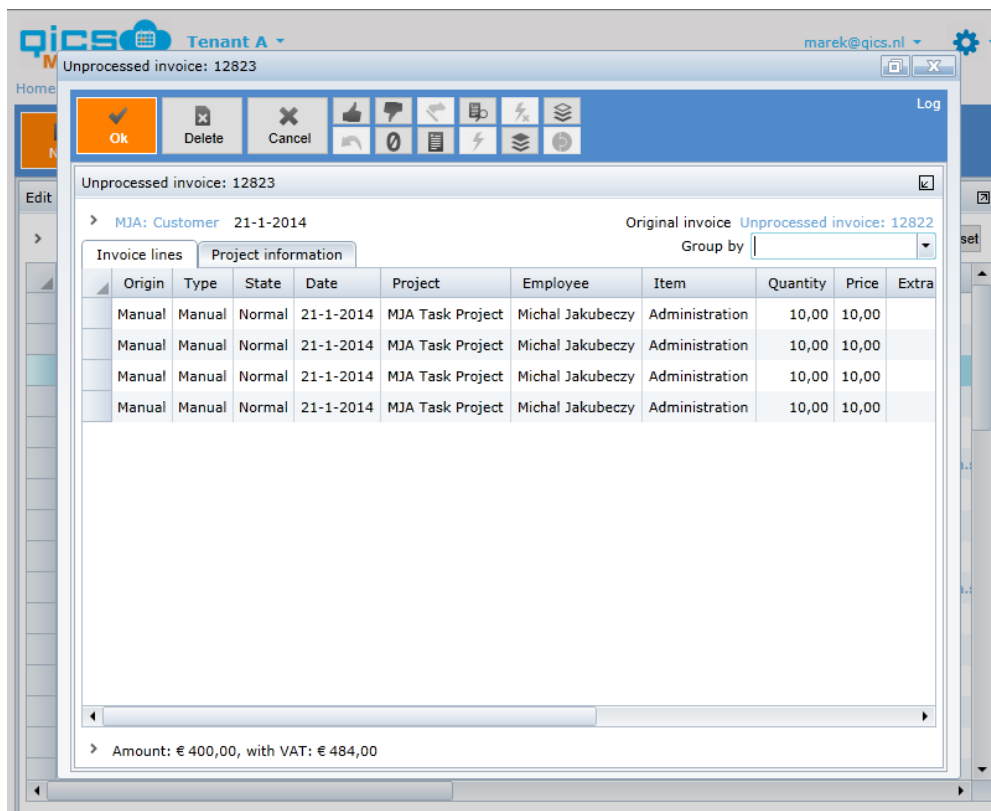 qics
Tenant A
marek@qics.nl
M
Unprocessed invoice: 12823
Home
Ok
Delete
Cancel
0
Log
N
Edit
Unprocessed invoice: 12823
MJA: Customer 21-1-2014
Original invoice Unprocessed invoice: 12822
Group by
set
Invoice lines
Project information
Origin Type State Date Project Employee Item Quantity Price Extra
Manual Manual Normal 21-1-2014 MJA Task Project Michal Jakubeczy Administration 10,00 10,00
Manual Manual Normal 21-1-2014 MJA Task Project Michal Jakubeczy Administration 10,00 10,00
Manual Manual Normal 21-1-2014 MJA Task Project Michal Jakubeczy Administration 10,00 10,00
Manual Manual Normal 21-1-2014 MJA Task Project Michal Jakubeczy Administration 10,00 10,00
Amount: € 400,00, with VAT: € 484,00